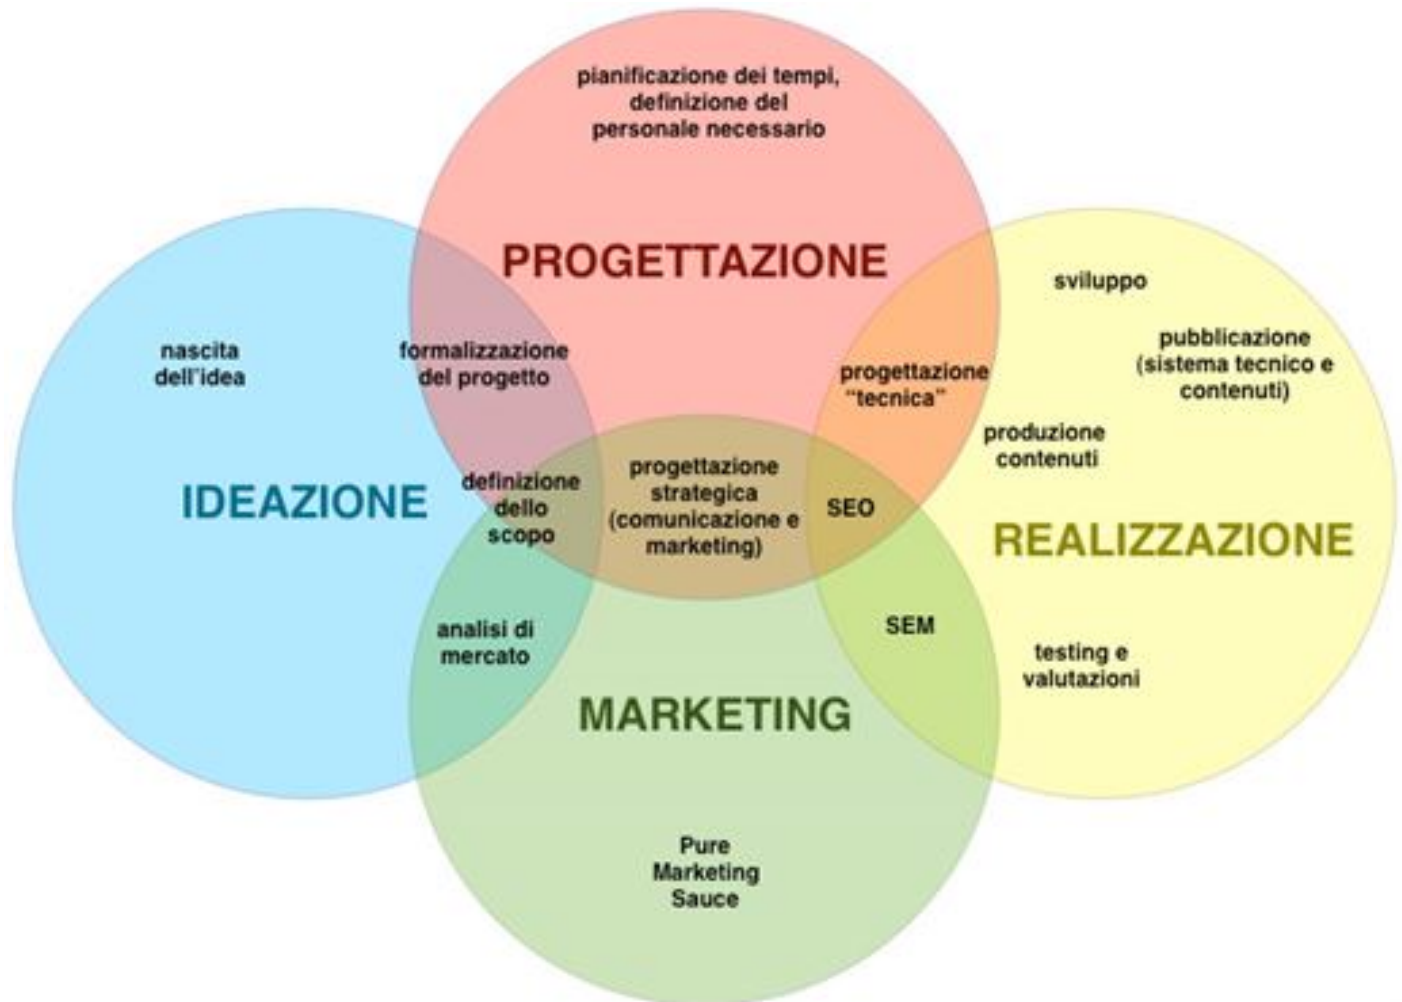 pianificazione dei tempi,
definizione del
personale necessario
PROGETTAZIONE
sviluppo
pubblicazione
(sistema tecnico e
contenuti)
nascita
dell'idea
formalizzazione
del progetto
progettazione
“tecnica”
produzione
contenuti
IDEAZIONE
definizione
dello
scopo
progettazione
strategica
(comunicazione e
marketing)
SEO
REALIZZAZIONE
analisi di
mercato
SEM
testing e
valutazioni
MARKETING
Pure
Marketing
Sauce